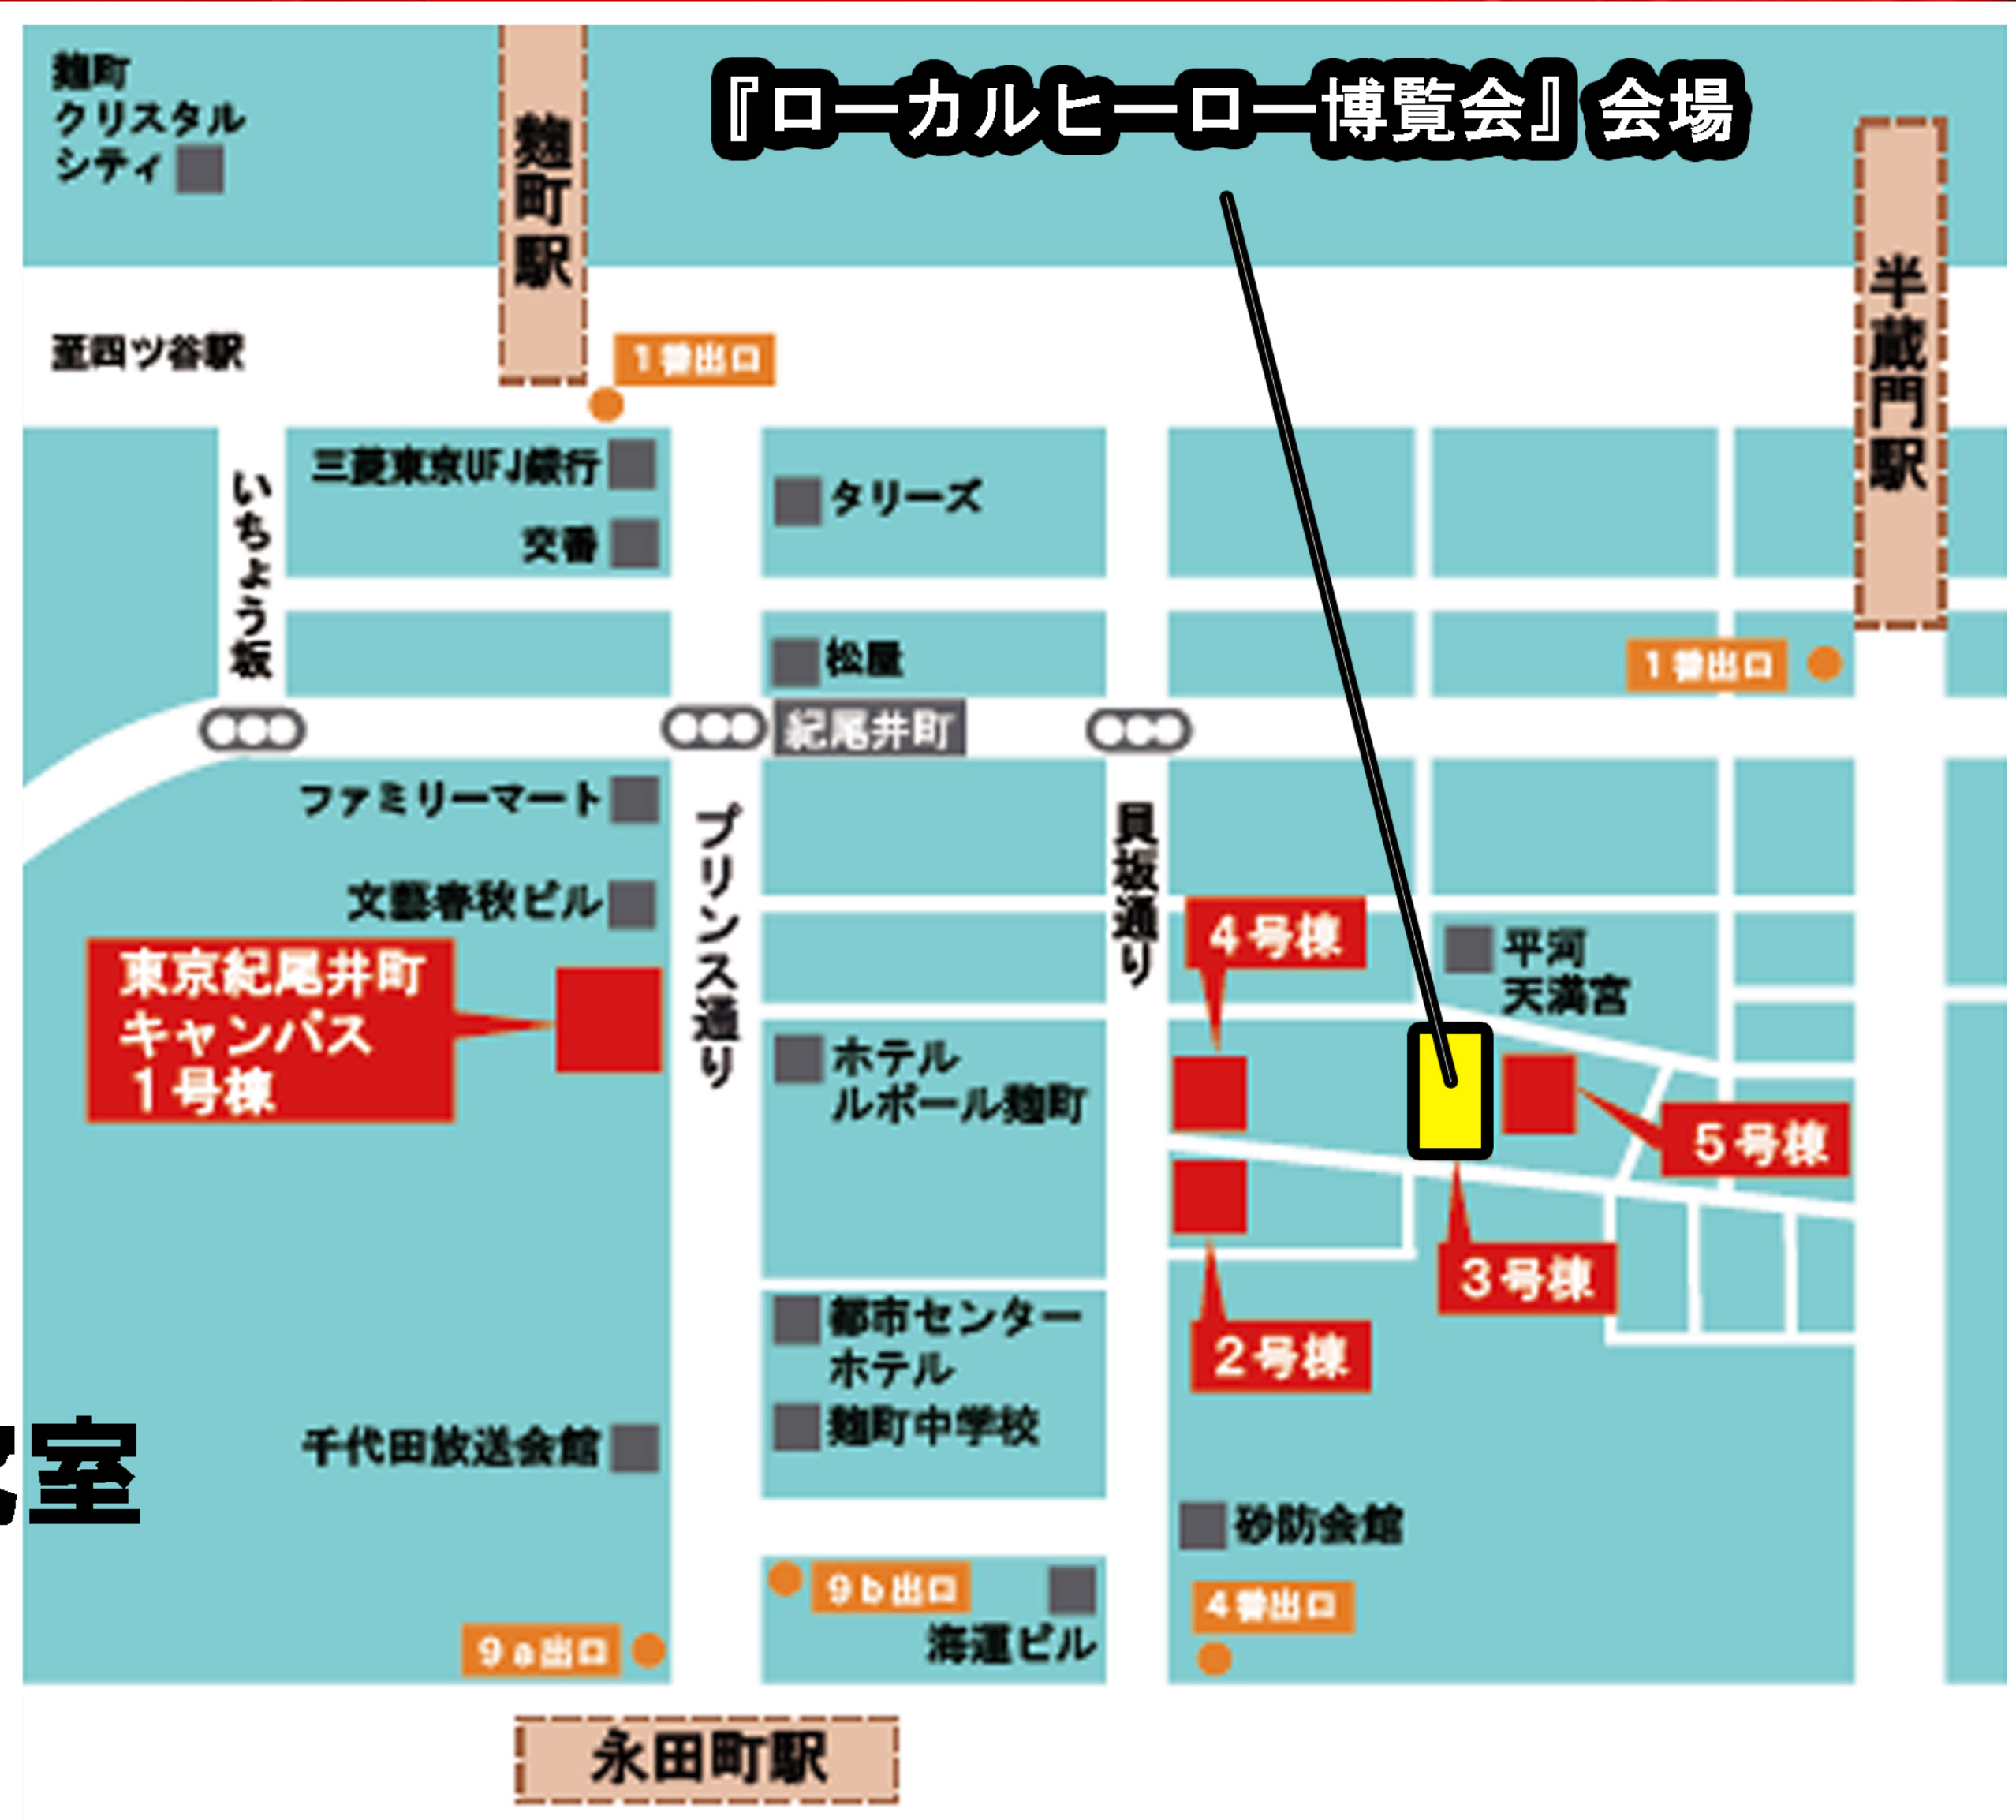 『ローカルヒーロー博覧会』会場
麹町
クリスタル
シティ
麹町駅
半蔵門駅
至四ツ谷駅
1番出口
三菱東京UFJ銀行
交番
タリーズ
いちょう坂
松屋
1番出口
紀尾井町
ファミリーマート
文藝春秋ビル
プリンス通り
貝坂通り
4号棟
平河
天満宮
東京紀尾井町
キャンパス
1号棟
ホテル
ルポール麹町
5号棟
3号棟
2号棟
都市センター
ホテル
麹町中学校
千代田放送会館
室
砂防会館
9b出口
4番出口
海運ビル
9a出口
永田町駅